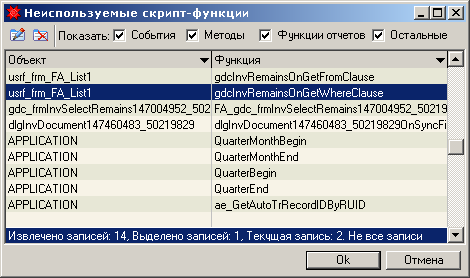 Неиспользуемые скрипт-функции
Показать: События Методы Функции отчетов Остальные
Объект Функция
usrf_frm_FA_List1 gdcInvRemainsOnGetFromClause
usrf_frm_FA_List1 gdcInvRemainsOnGetWhereClause
gdc_frmInvSelectRemains147004952_502 FA_gdc_frmInvSelectRemains147004952_50219
dlgInvDocument147460483_50219829 dlgInvDocument147460483_50219829OnSyncFi
APPLICATION QuarterMonthBegin
APPLICATION QuarterMonthEnd
APPLICATION QuarterBegin
APPLICATION QuarterEnd
APPLICATION ae_GetAutoTrRecordIDByRUID
Извлечено записей: 14, Выделено записей: 1, Текущая запись: 2. Не все записи
Ok Отмена